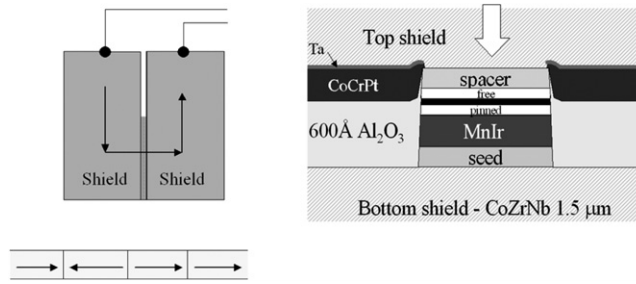 Shield Shield
Top shield
Ta
CoCrPt
spacer
free
pinned
600Å Al₂O₃
MnIr
seed
Bottom shield - CoZrNb 1.5 μm